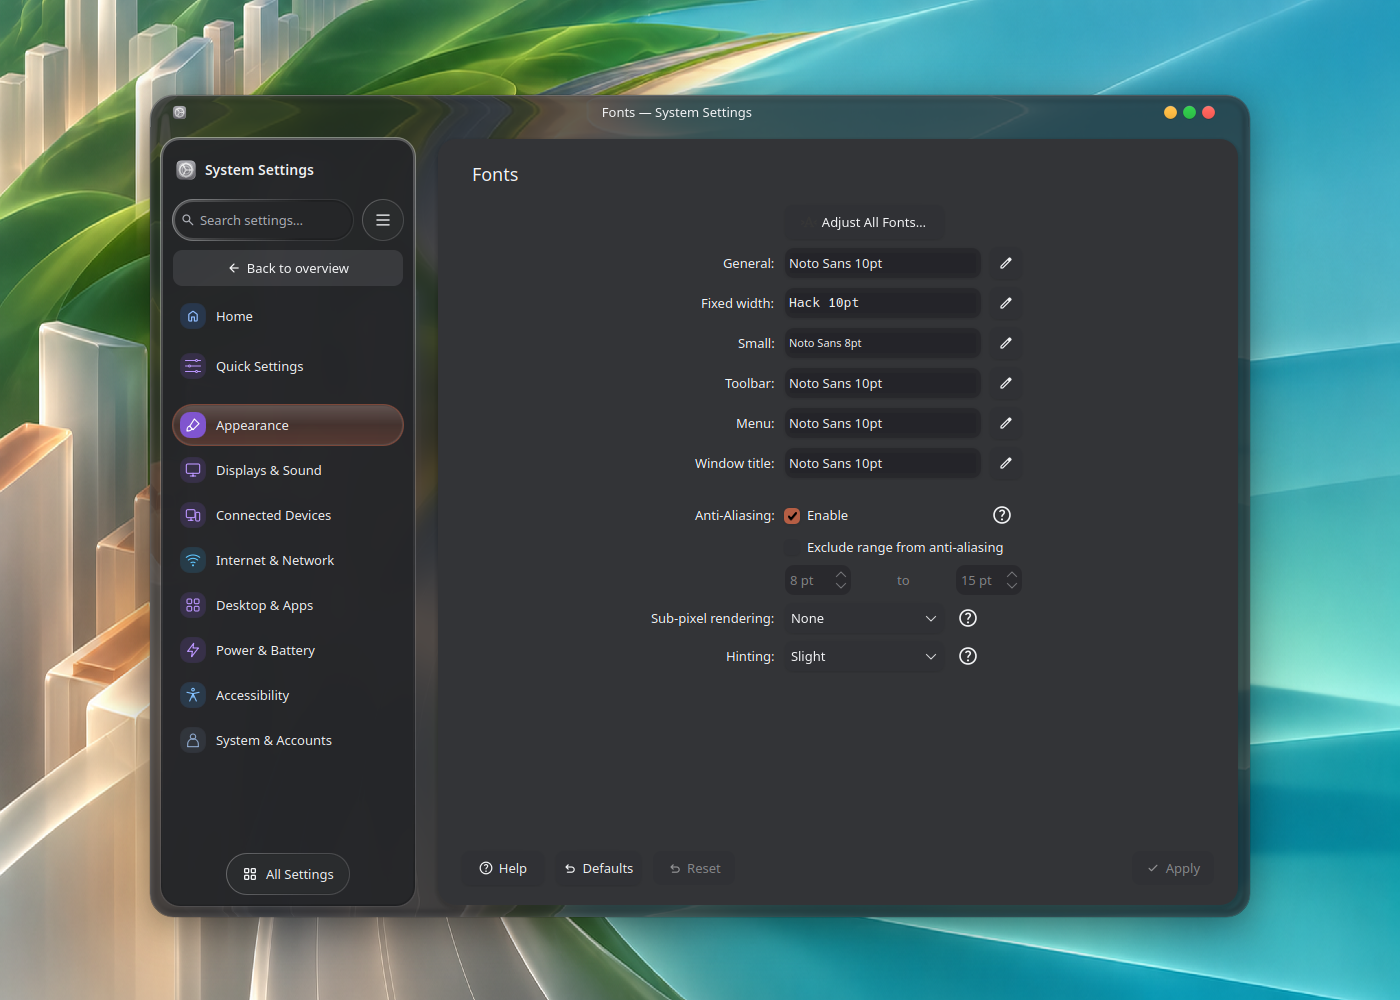 Fonts — System Settings
System Settings
Search settings...
Back to overview
Home
Quick Settings
Appearance
Displays & Sound
Connected Devices
Internet & Network
Desktop & Apps
Power & Battery
Accessibility
System & Accounts
All Settings
Fonts
Adjust All Fonts...
General: Noto Sans 10pt
Fixed width: Hack 10pt
Small: Noto Sans 8pt
Toolbar: Noto Sans 10pt
Menu: Noto Sans 10pt
Window title: Noto Sans 10pt
Anti-Aliasing: Enable
Exclude range from anti-aliasing
8 pt to 15 pt
Sub-pixel rendering: None
Hinting: Slight
Help Defaults Reset Apply